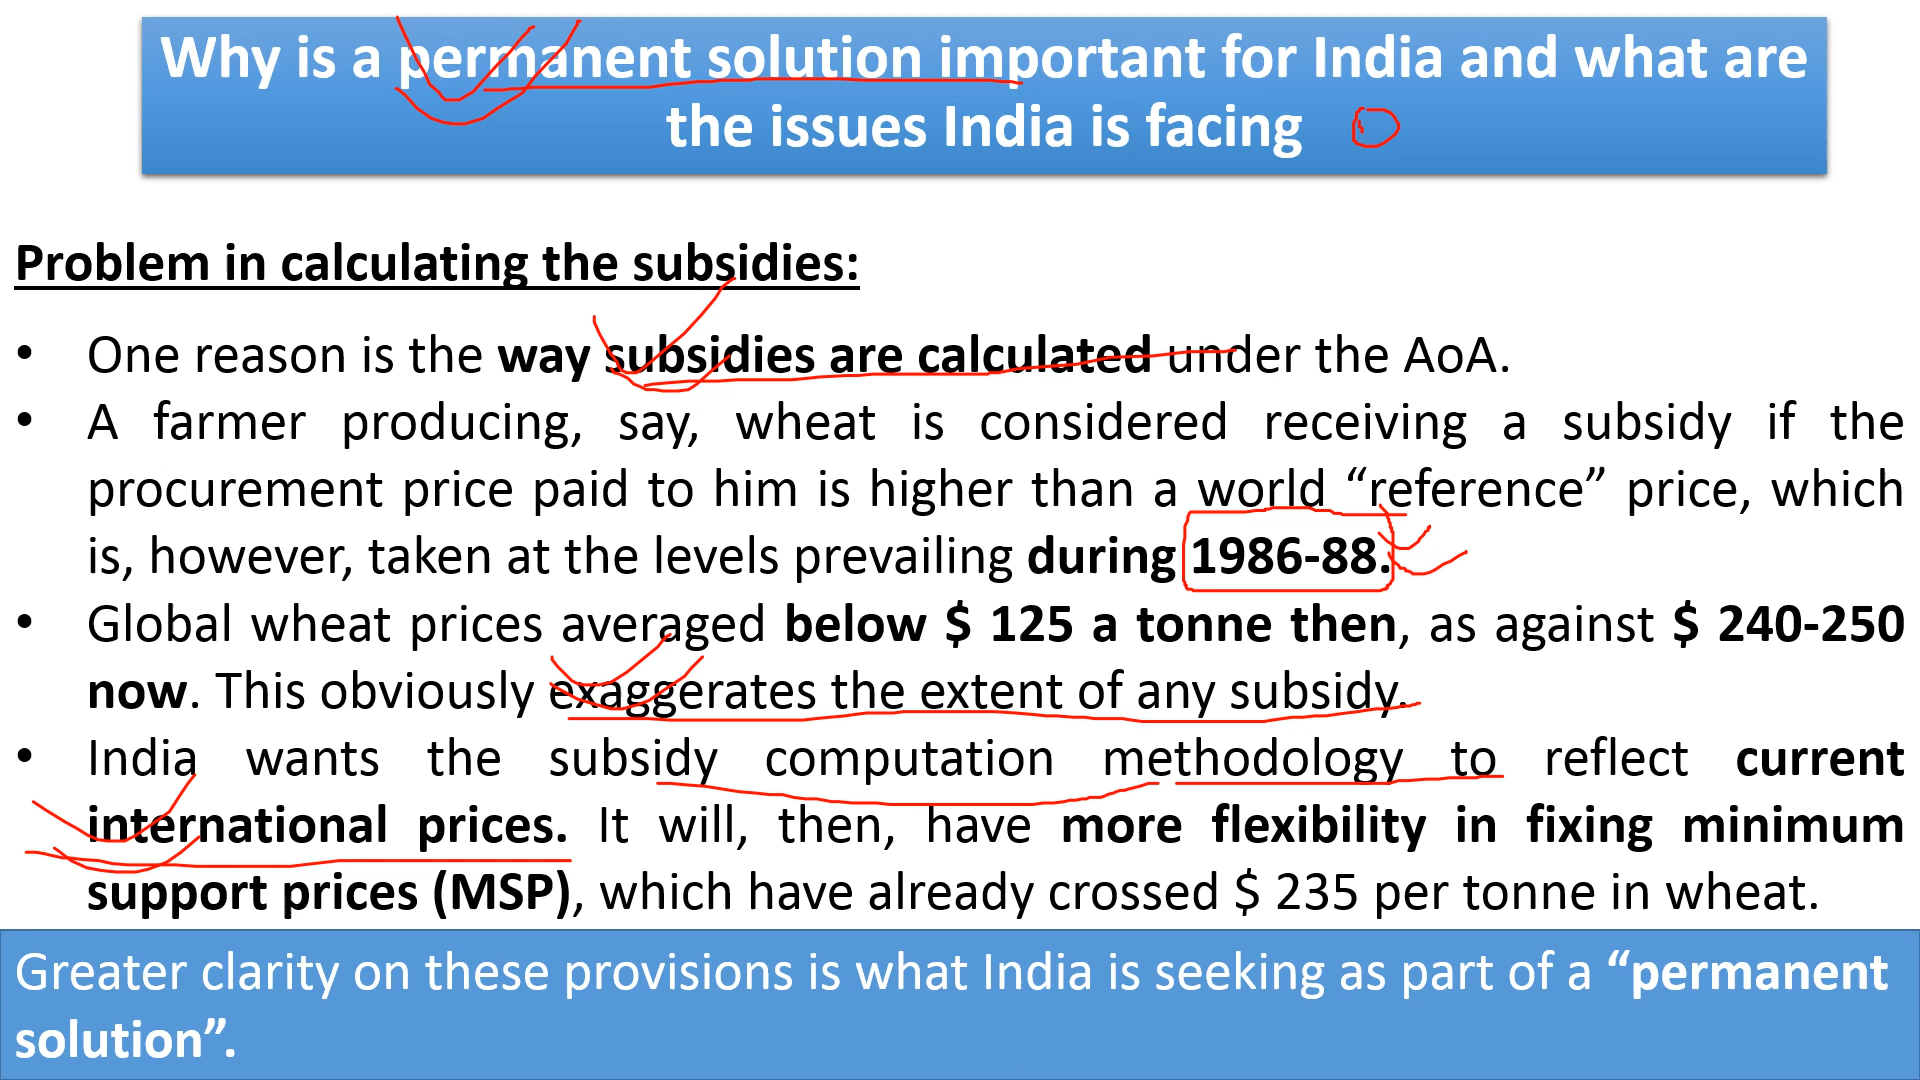 Why is a permanent solution important for India and what are
the issues India is facing
Problem in calculating the subsidies:
• One reason is the way subsidies are calculated under the AoA.
• A farmer producing, say, wheat is considered receiving a subsidy if the
procurement price paid to him is higher than a world “reference” price, which
is, however, taken at the levels prevailing during 1986-88.
• Global wheat prices averaged below $ 125 a tonne then, as against $ 240-250
now. This obviously exaggerates the extent of any subsidy.
• India wants the subsidy computation methodology to reflect current
international prices. It will, then, have more flexibility in fixing minimum
support prices (MSP), which have already crossed $ 235 per tonne in wheat.
Greater clarity on these provisions is what India is seeking as part of a “permanent
solution”.